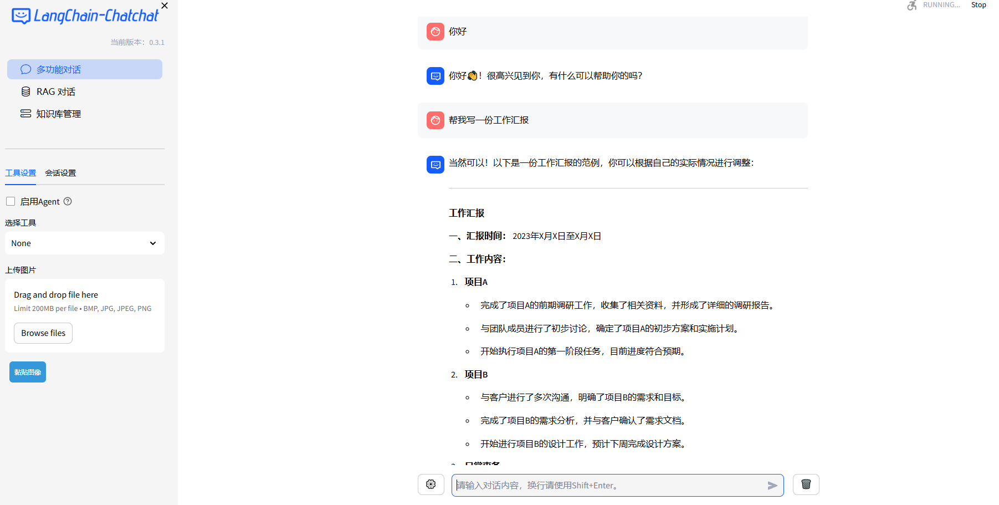 LangChain-Chatchat
当前版本：0.3.1
多功能对话
RAG 对话
知识库管理
工具设置 会话设置
启用Agent
选择工具
None
上传图片
Drag and drop file here
Limit 200MB per file • BMP, JPG, JPEG, PNG
Browse files
黏贴图像
RUNNING... Stop
你好
你好👏！很高兴见到你，有什么可以帮助你的吗？
帮我写一份工作汇报
当然可以！以下是一份工作汇报的范例，你可以根据自己的实际情况进行调整：
工作汇报
一、汇报时间： 2023年X月X日至X月X日
二、工作内容：
1. 项目A
完成了项目A的前期调研工作，收集了相关资料，并形成了详细的调研报告。
与团队成员进行了初步讨论，确定了项目A的初步方案和实施计划。
开始执行项目A的第一阶段任务，目前进度符合预期。
2. 项目B
与客户进行了多次沟通，明确了项目B的需求和目标。
完成了项目B的需求分析，并与客户确认了需求文档。
开始进行项目B的设计工作，预计下周完成设计方案。
请输入对话内容，换行请使用Shift+Enter。